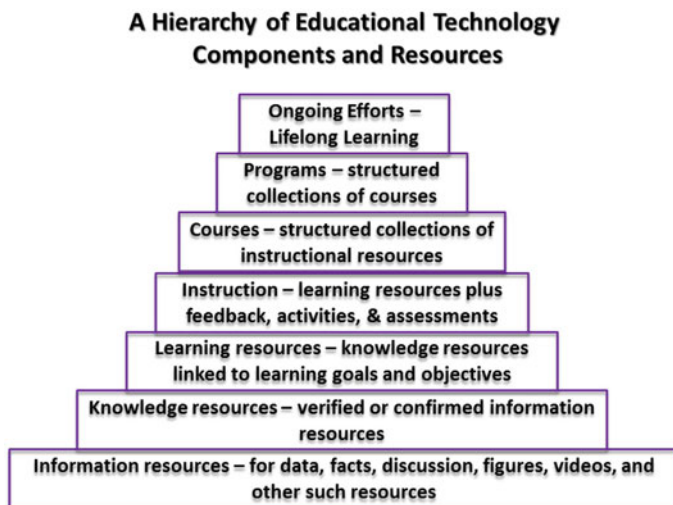 A Hierarchy of Educational Technology
Components and Resources
Ongoing Efforts –
Lifelong Learning
Programs – structured
collections of courses
Courses – structured collections of
instructional resources
Instruction – learning resources plus
feedback, activities, & assessments
Learning resources – knowledge resources
linked to learning goals and objectives
Knowledge resources – verified or confirmed information
resources
Information resources – for data, facts, discussion, figures, videos, and
other such resources